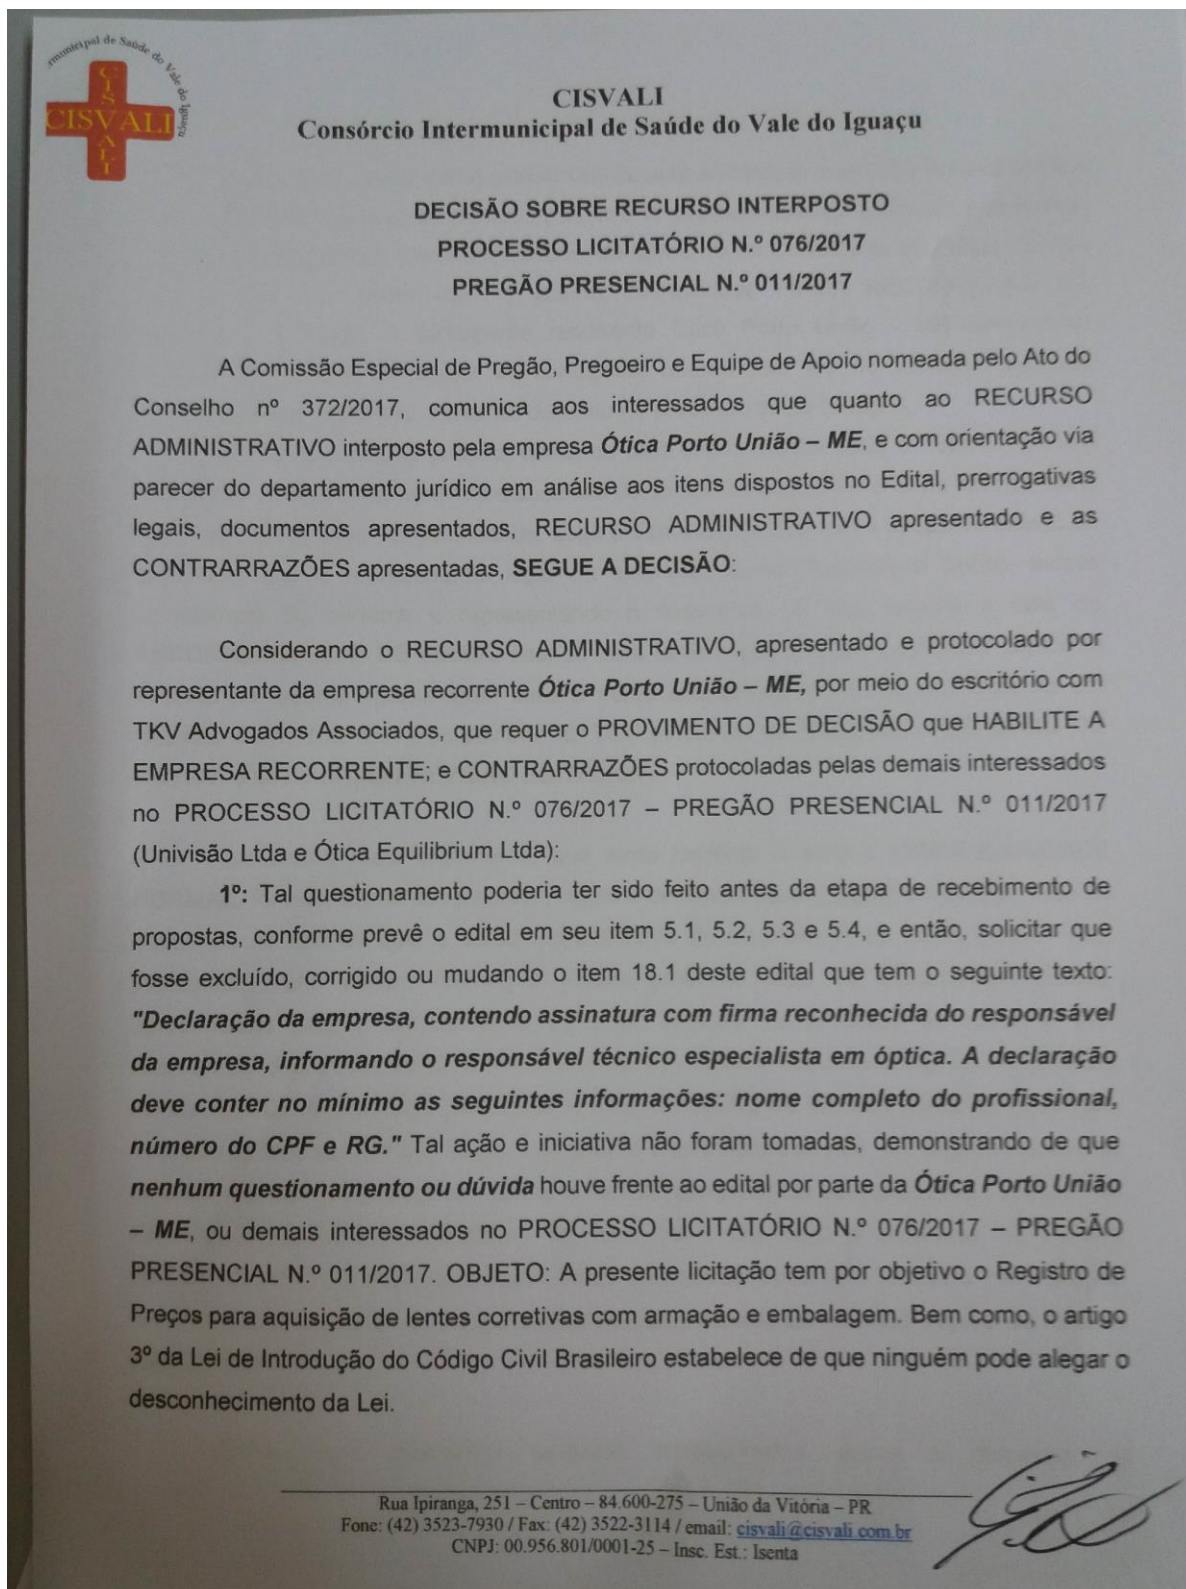 municipal de Saúde do Vale do Iguaçu
CISVALI
CISVALI
CISVALI
Consórcio Intermunicipal de Saúde do Vale do Iguaçu
DECISÃO SOBRE RECURSO INTERPOSTO
PROCESSO LICITATÓRIO N.º 076/2017
PREGÃO PRESENCIAL N.º 011/2017
A Comissão Especial de Pregão, Pregoeiro e Equipe de Apoio nomeada pelo Ato do
Conselho nº 372/2017, comunica aos interessados que quanto ao RECURSO
ADMINISTRATIVO interposto pela empresa Ótica Porto União – ME, e com orientação via
parecer do departamento jurídico em análise aos itens dispostos no Edital, prerrogativas
legais, documentos apresentados, RECURSO ADMINISTRATIVO apresentado e as
CONTRARRAZÕES apresentadas, SEGUE A DECISÃO:
Considerando o RECURSO ADMINISTRATIVO, apresentado e protocolado por
representante da empresa recorrente Ótica Porto União – ME, por meio do escritório com
TKV Advogados Associados, que requer o PROVIMENTO DE DECISÃO que HABILITE A
EMPRESA RECORRENTE; e CONTRARRAZÕES protocoladas pelas demais interessados
no PROCESSO LICITATÓRIO N.º 076/2017 – PREGÃO PRESENCIAL N.º 011/2017
(Univisão Ltda e Ótica Equilibrium Ltda):
1º: Tal questionamento poderia ter sido feito antes da etapa de recebimento de
propostas, conforme prevê o edital em seu item 5.1, 5.2, 5.3 e 5.4, e então, solicitar que
fosse excluído, corrigido ou mudando o item 18.1 deste edital que tem o seguinte texto:
"Declaração da empresa, contendo assinatura com firma reconhecida do responsável
da empresa, informando o responsável técnico especialista em óptica. A declaração
deve conter no mínimo as seguintes informações: nome completo do profissional,
número do CPF e RG." Tal ação e iniciativa não foram tomadas, demonstrando de que
nenhum questionamento ou dúvida houve frente ao edital por parte da Ótica Porto União
– ME, ou demais interessados no PROCESSO LICITATÓRIO N.º 076/2017 – PREGÃO
PRESENCIAL N.º 011/2017. OBJETO: A presente licitação tem por objetivo o Registro de
Preços para aquisição de lentes corretivas com armação e embalagem. Bem como, o artigo
3º da Lei de Introdução do Código Civil Brasileiro estabelece de que ninguém pode alegar o
desconhecimento da Lei.
Rua Ipiranga, 251 – Centro – 84.600-275 – União da Vitória – PR
Fone: (42) 3523-7930 / Fax: (42) 3522-3114 / email: cisvali@cisvali.com.br
CNPJ: 00.956.801/0001-25 – Insc. Est.: Isenta